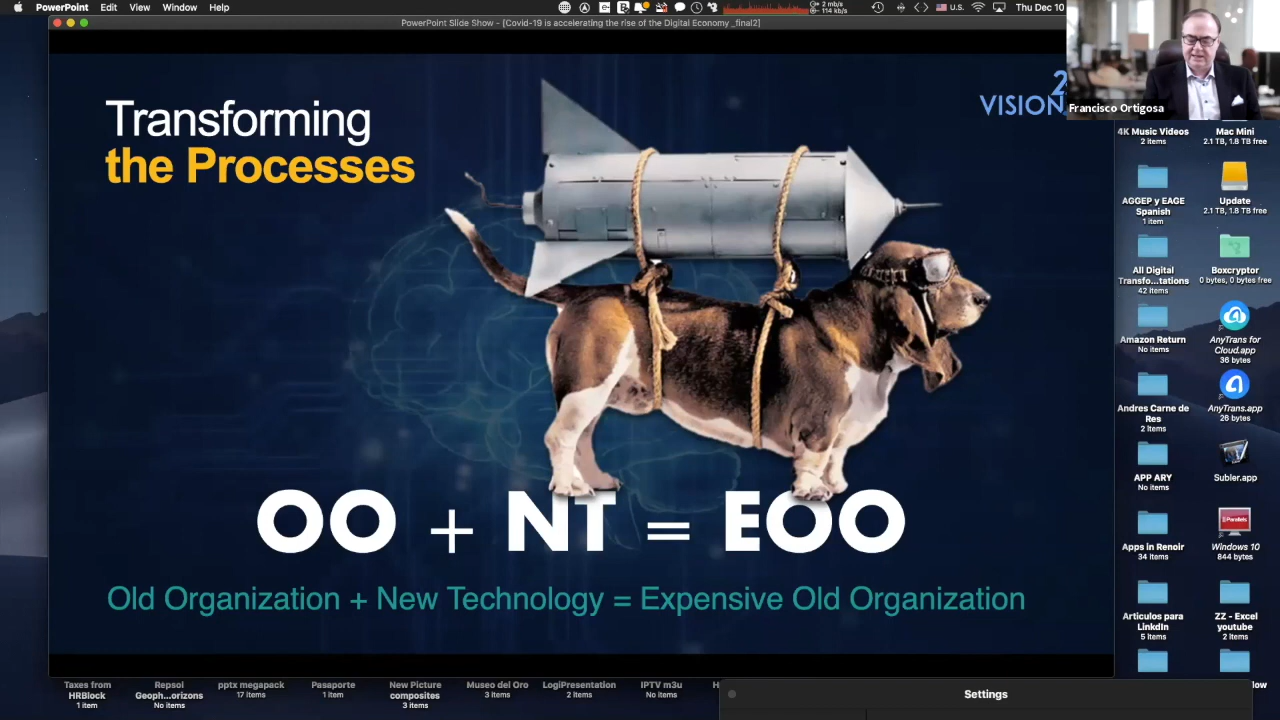 PowerPoint Edit View Window Help
2 mb/s
114 kb/s
U.S.
Thu Dec 10
PowerPoint Slide Show - [Covid-19 is accelerating the rise of the Digital Economy _final2]
Francisco Ortigosa
2
VISION
Transforming
the Processes
OO + NT = EOO
Old Organization + New Technology = Expensive Old Organization
4K Music Videos
2 items
Mac Mini
2.1 TB, 1.8 TB free
AGGEP y EAGE
Spanish
1 item
Update
2.1 TB, 1.8 TB free
All Digital
Transfo...tations
42 items
Boxcryptor
0 bytes, 0 bytes free
Amazon Return
No items
AnyTrans for
Cloud.app
36 bytes
Andres Carne de
Res
2 items
AnyTrans.app
26 bytes
APP ARY
No items
Subler.app
Apps in Renoir
34 items
Parallels
Windows 10
844 bytes
Articulos para
LinkdIn
5 items
ZZ - Excel
youtube
2 items
Taxes from
HRBlock
1 item
Repsol
Geoph...orizons
No items
pptx megapack
17 items
Pasaporte
1 item
New Picture
composites
3 items
Museo del Oro
3 items
LogiPresentation
2 items
IPTV m3u
No items
Settings